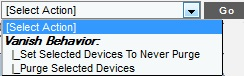 [Select Action] Go
[Select Action]
Vanish Behavior:
|_Set Selected Devices To Never Purge
|_Purge Selected Devices